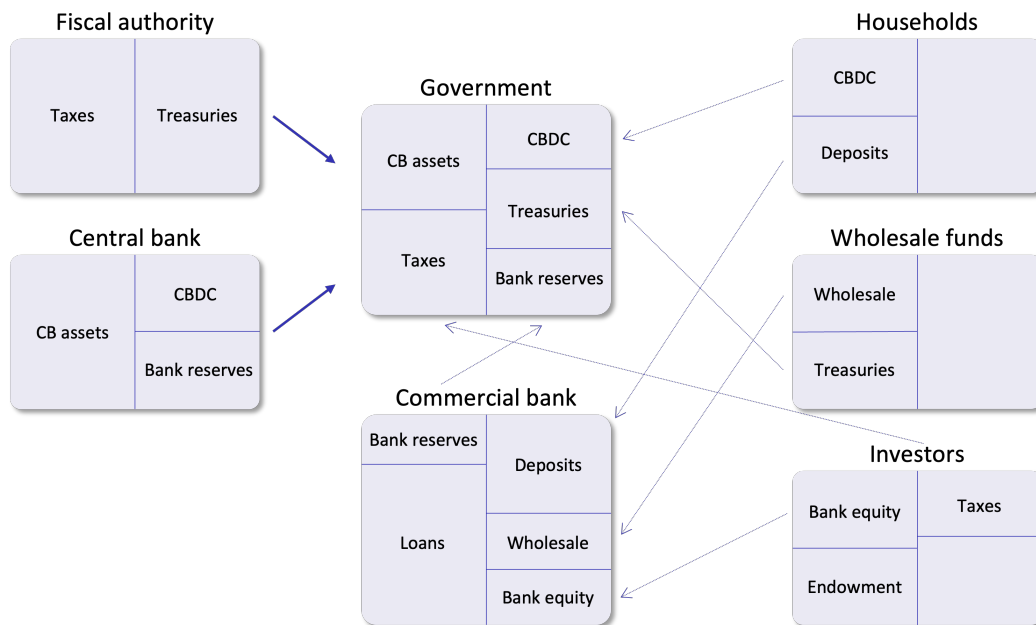 Fiscal authority
Taxes
Treasuries
Central bank
CB assets
CBDC
Bank reserves
Government
CB assets
Taxes
CBDC
Treasuries
Bank reserves
Commercial bank
Bank reserves
Loans
Deposits
Wholesale
Bank equity
Households
CBDC
Deposits
Wholesale funds
Wholesale
Treasuries
Investors
Bank equity
Endowment
Taxes